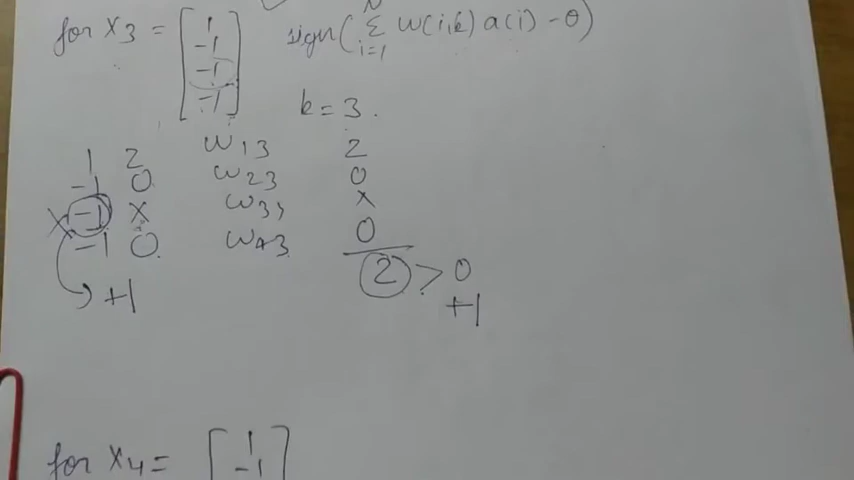 for x3 = [ 1 -1 -1 -1 ] sign( N Σ i=1 w(i,k) a(i) - θ )
k = 3.
1 2 w13 2
-1 0 w23 0
x -1 x w33 x
-1 0 w43 0
2 > 0
+1 +1
for x4 = [ 1 -1